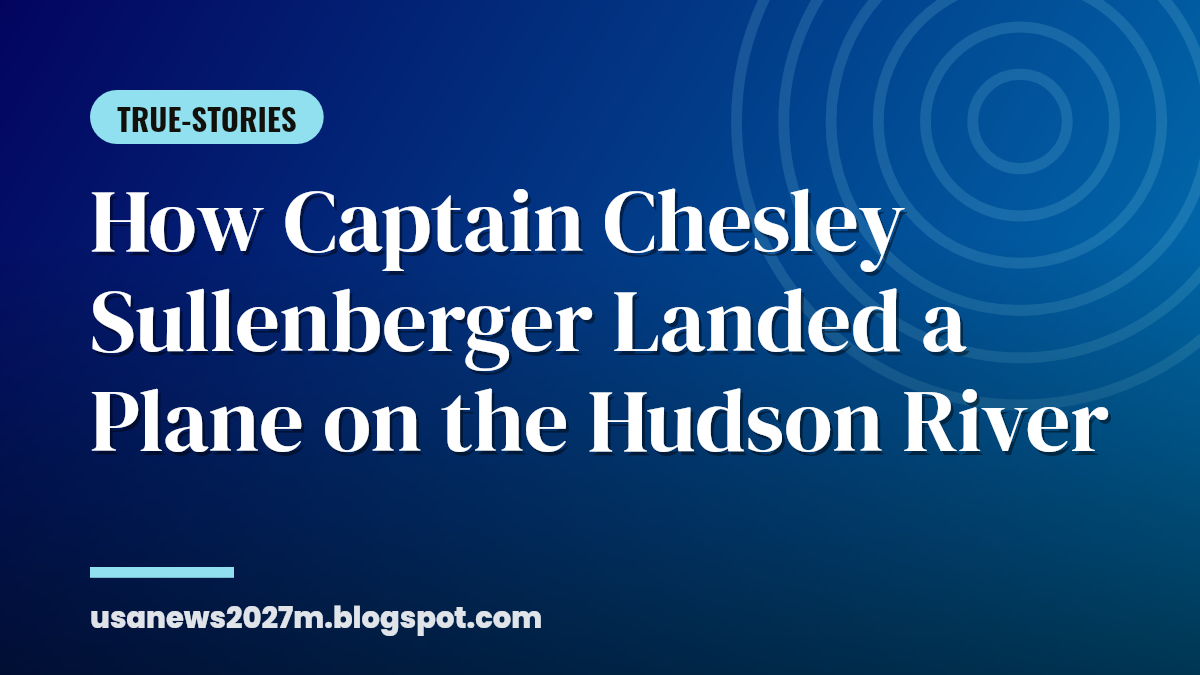 TRUE-STORIES
How Captain Chesley
Sullenberger Landed a
Plane on the Hudson River
usanews2027m.blogspot.com